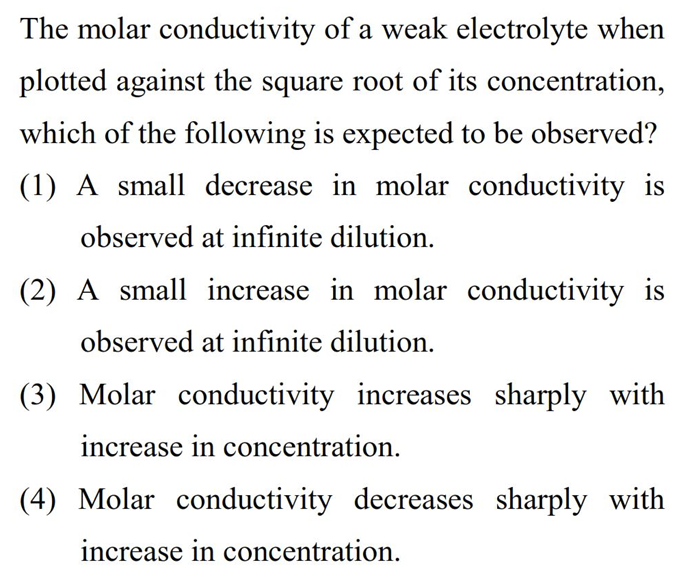 The molar conductivity of a weak electrolyte when
plotted against the square root of its concentration,
which of the following is expected to be observed?
(1) A small decrease in molar conductivity is
observed at infinite dilution.
(2) A small increase in molar conductivity is
observed at infinite dilution.
(3) Molar conductivity increases sharply with
increase in concentration.
(4) Molar conductivity decreases sharply with
increase in concentration.